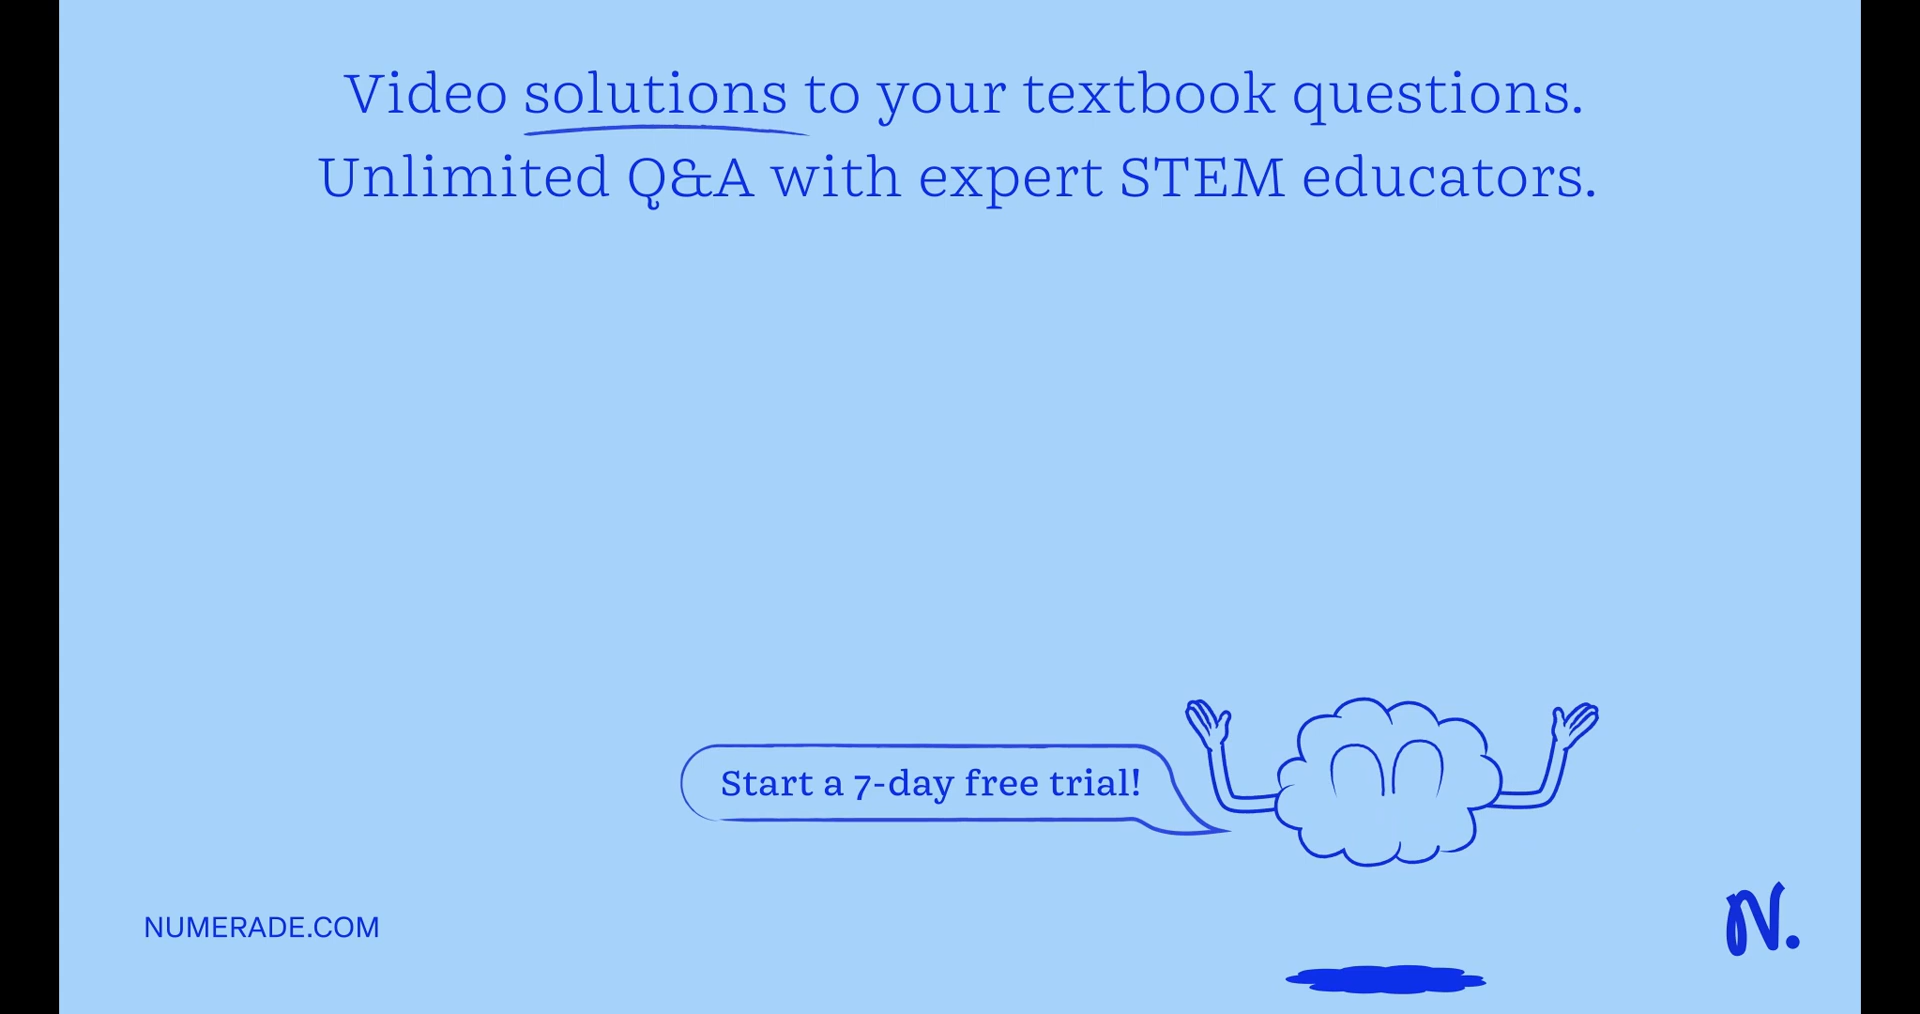 Video solutions to your textbook questions.
Unlimited Q&A with expert STEM educators.
Start a 7-day free trial!
NUMERADE.COM
N.